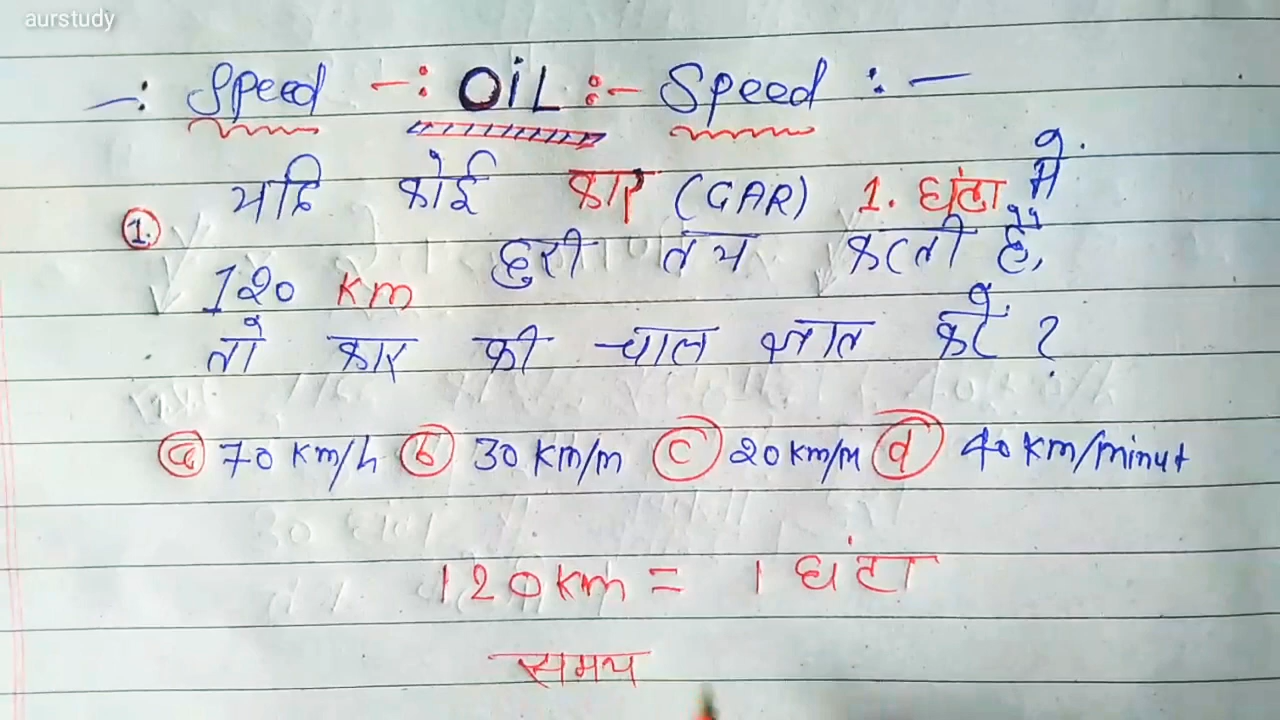 aurstudy
—: Speed —: OiL :— Speed :—
यदि कोई कार (CAR) 1. घंटा में
1. 120 km दुरी तय करती है,
तो कार की चाल ज्ञात करें ?
a 70 km/h b 30 km/m c 20 km/m d 40 km/minut
120 km = 1 घंटा
समय